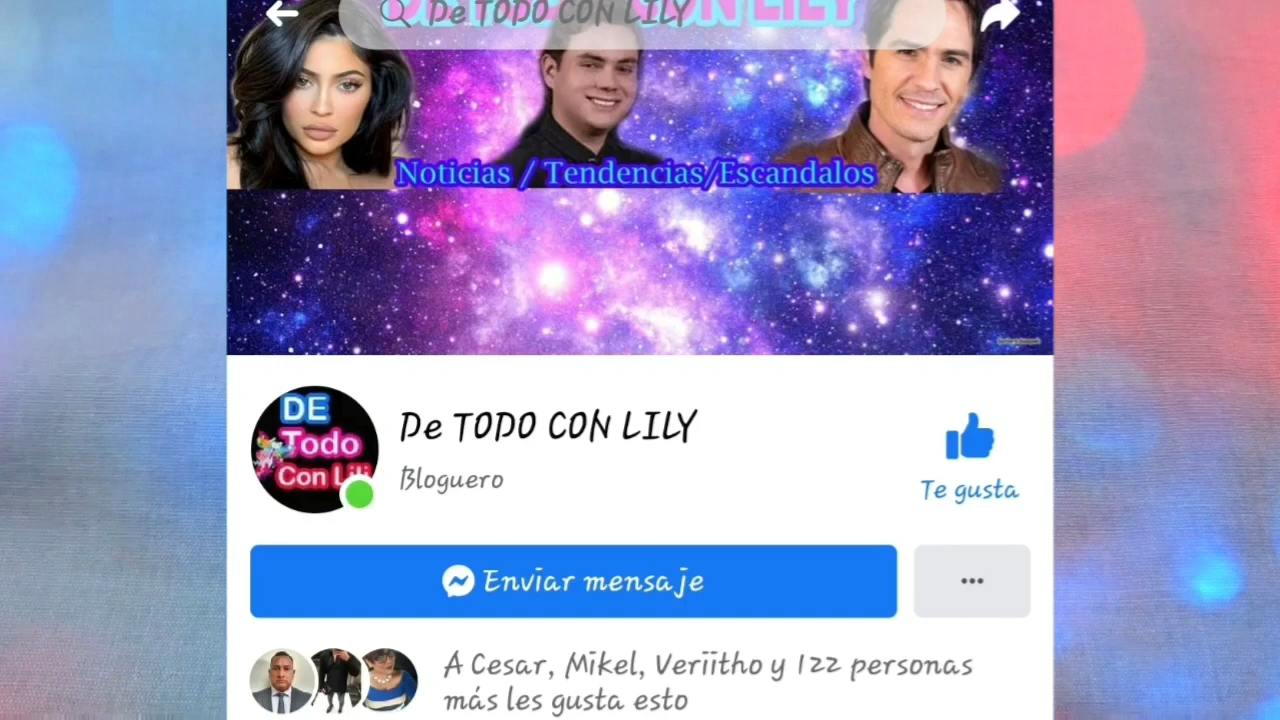 De TODO CON LILY
Noticias / Tendencias/Escandalos
DE
Todo
Con Lili
De TODO CON LILY
Bloguero
Te gusta
Enviar mensaje
A Cesar, Mikel, Veriitho y 122 personas
más les gusta esto